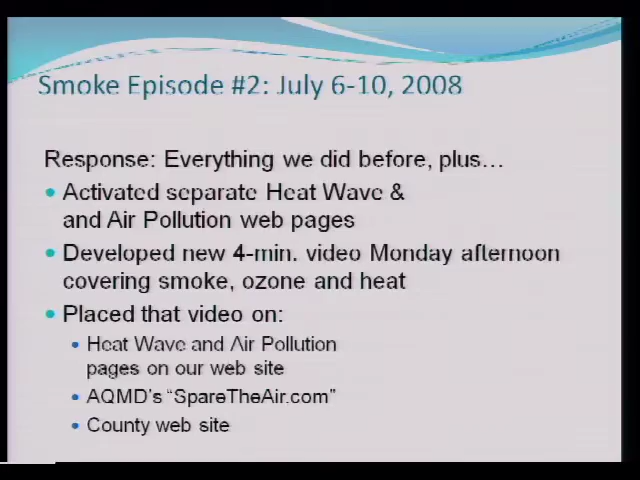 Smoke Episode #2: July 6-10, 2008
Response: Everything we did before, plus…
• Activated separate Heat Wave &
and Air Pollution web pages
• Developed new 4-min. video Monday afternoon
covering smoke, ozone and heat
• Placed that video on:
• Heat Wave and Air Pollution
pages on our web site
• AQMD's “SpareTheAir.com”
• County web site